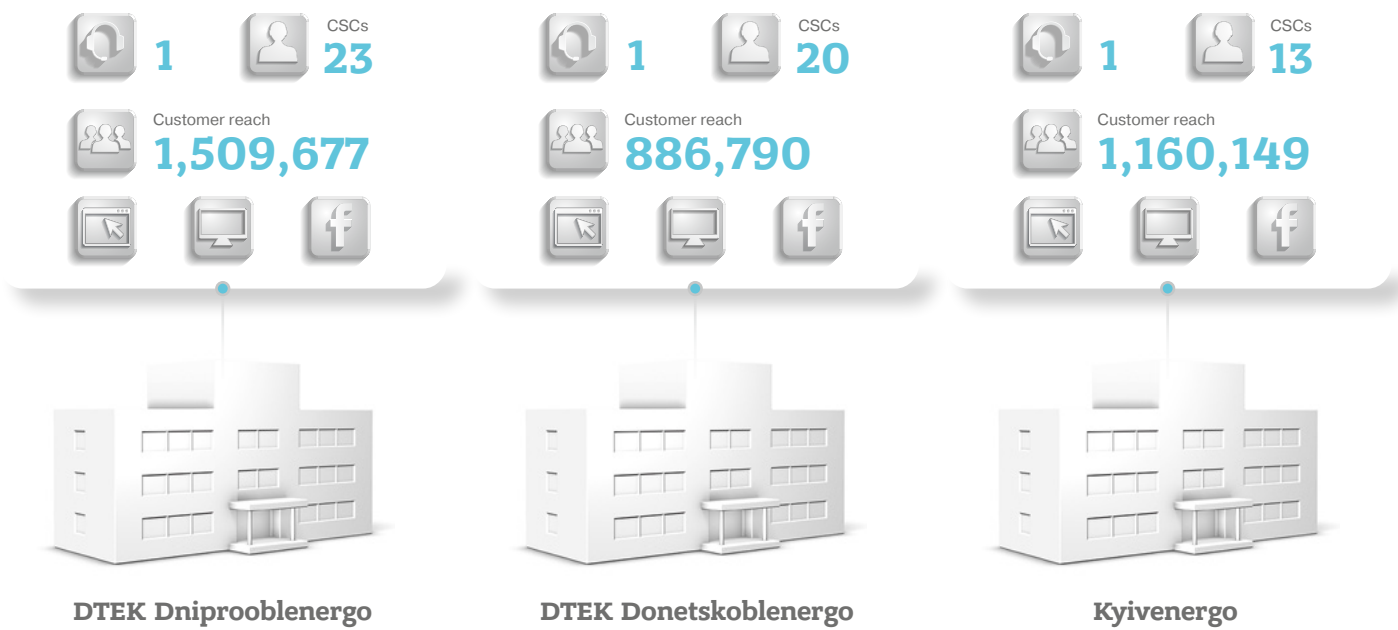 CSCs
1
23
Customer reach
1,509,677
f
DTEK Dniprooblenergo
CSCs
1
20
Customer reach
886,790
f
DTEK Donetskoblenergo
CSCs
1
13
Customer reach
1,160,149
f
Kyivenergo